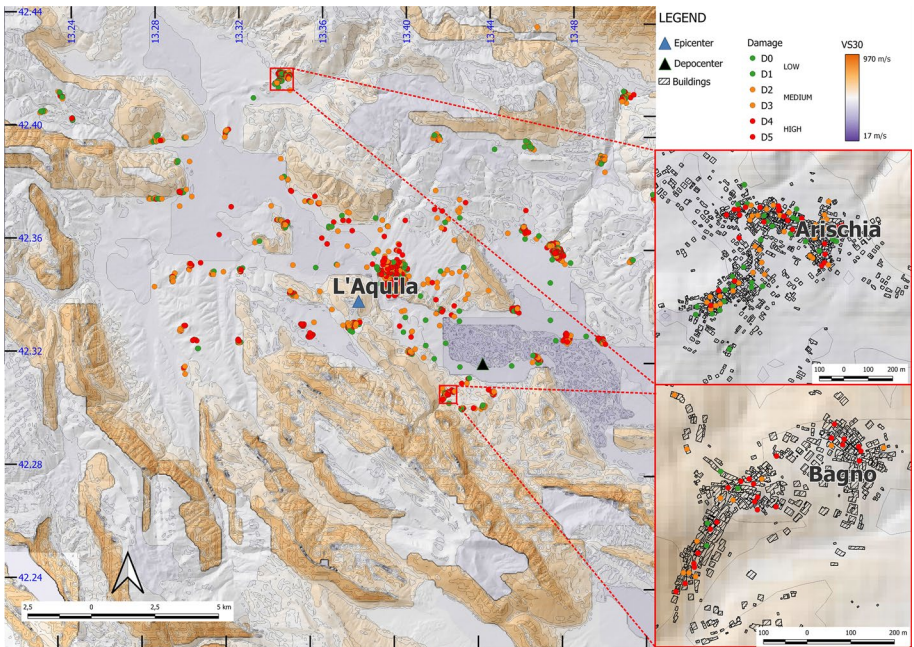 42.44
13.24
13.28
13.32
13.36
13.40
13.44
13.48
42.40
42.36
42.32
42.28
42.24
L'Aquila
2,5 0 2,5 5 km
LEGEND
Epicenter
Depocenter
Buildings
Damage
D0
D1
LOW
D2
D3
MEDIUM
D4
D5
HIGH
VS30
970 m/s
17 m/s
Arischia
100 0 100 200 m
Bagno
100 0 100 200 m